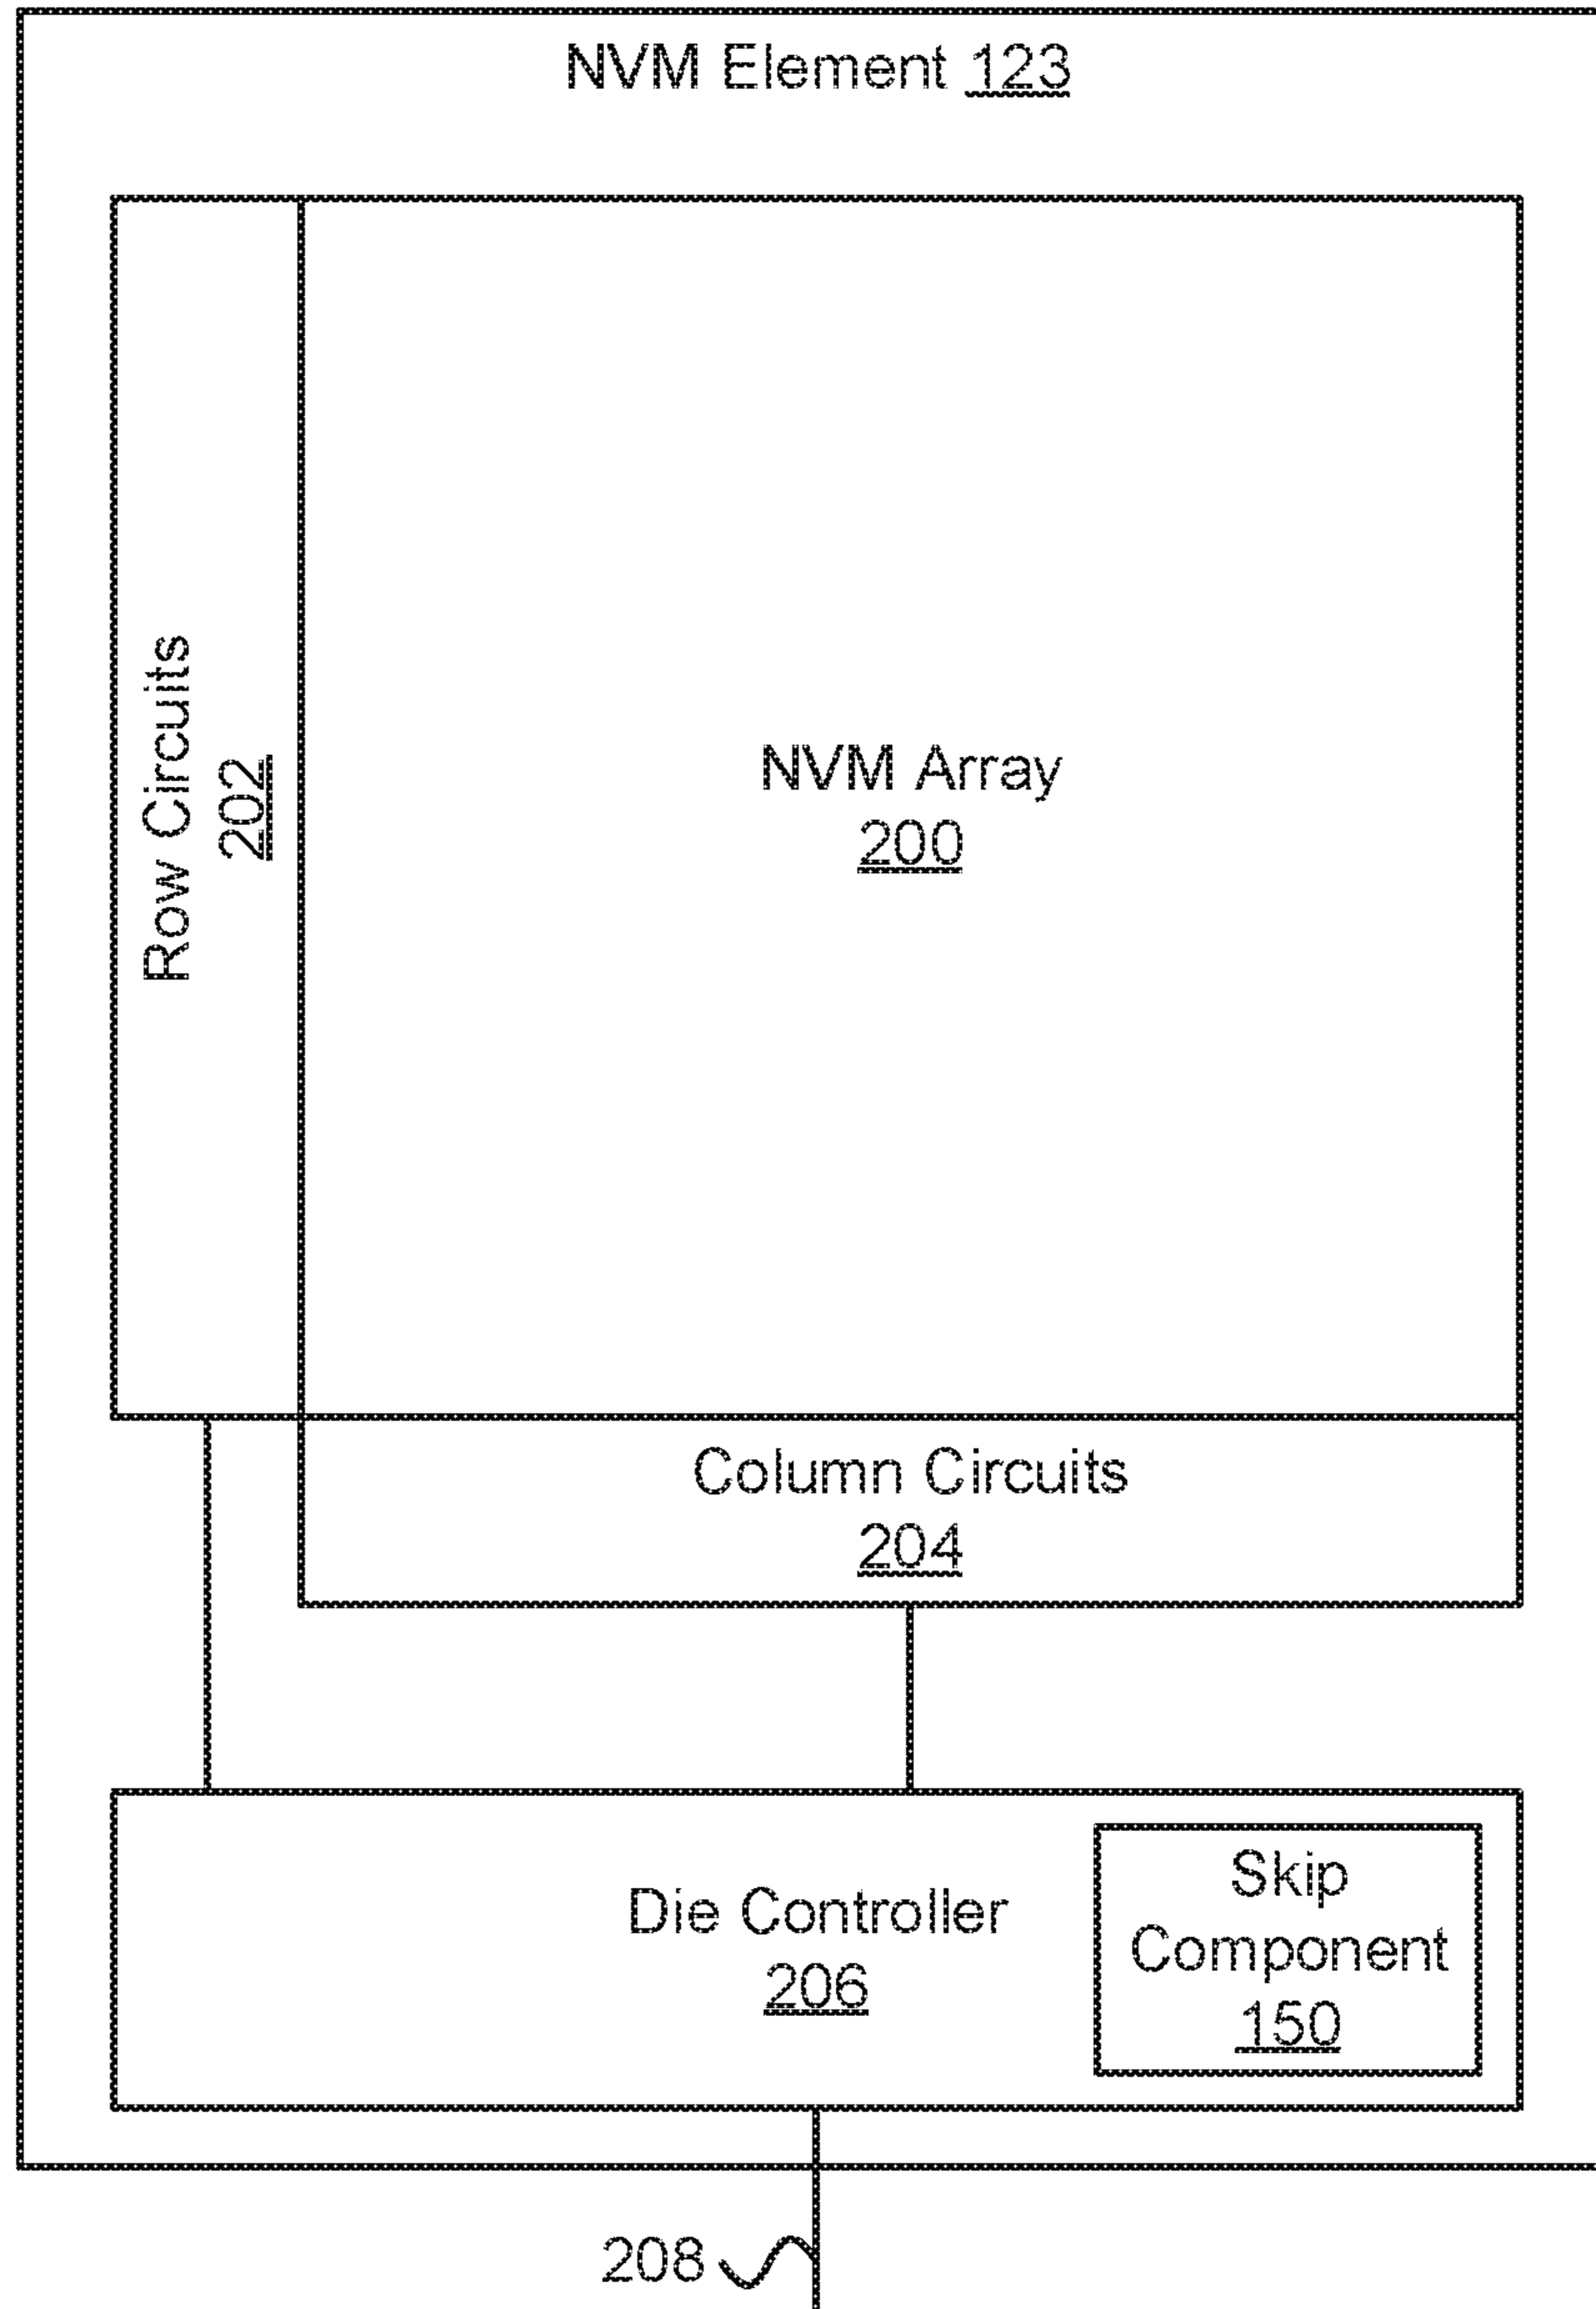 NVM Element 123
Row Circuits
202
NVM Array
200
Column Circuits
204
Die Controller
206
Skip
Component
150
208